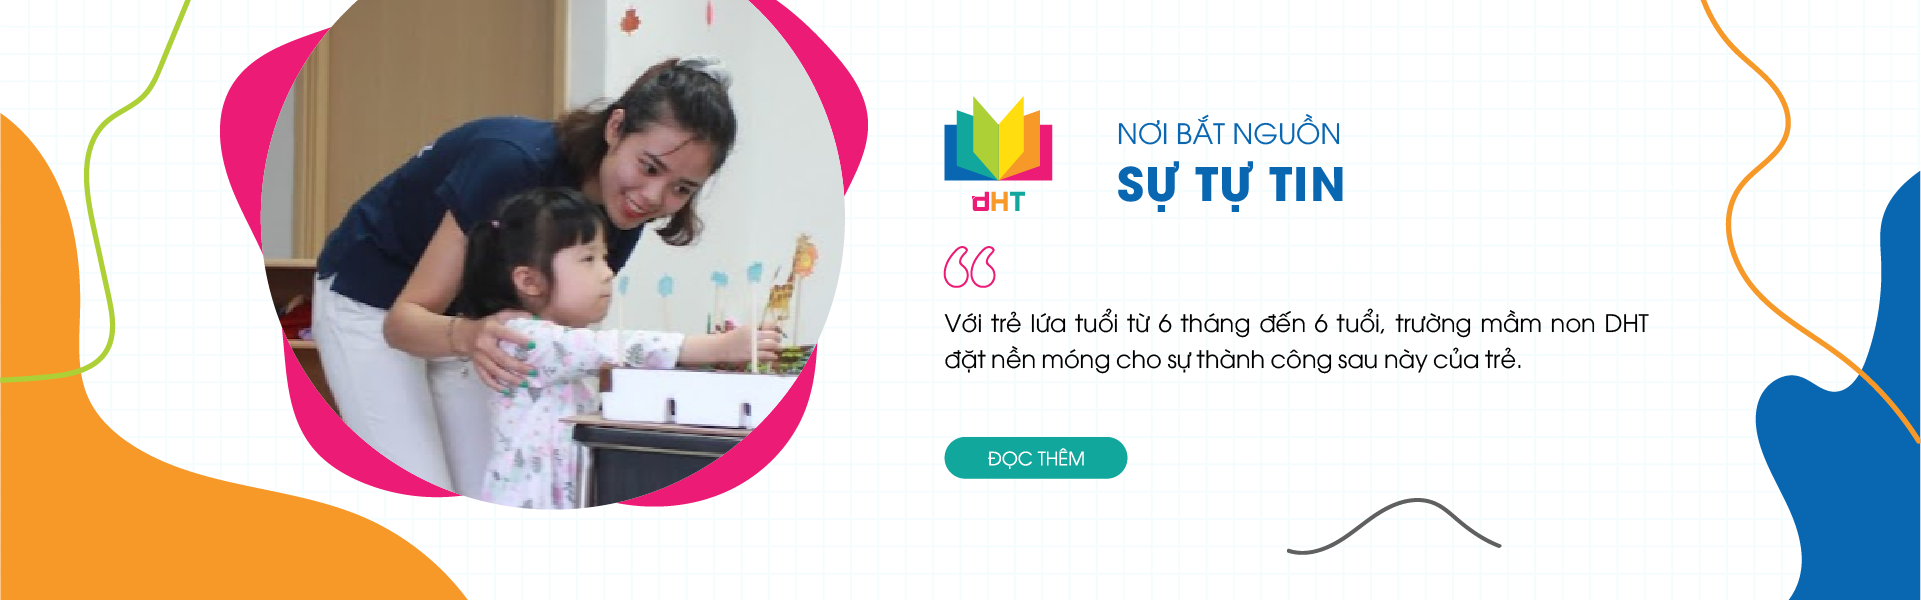 dHT
NƠI BẮT NGUỒN
SỰ TỰ TIN
Với trẻ lứa tuổi từ 6 tháng đến 6 tuổi, trường mầm non DHT
đặt nền móng cho sự thành công sau này của trẻ.
ĐỌC THÊM